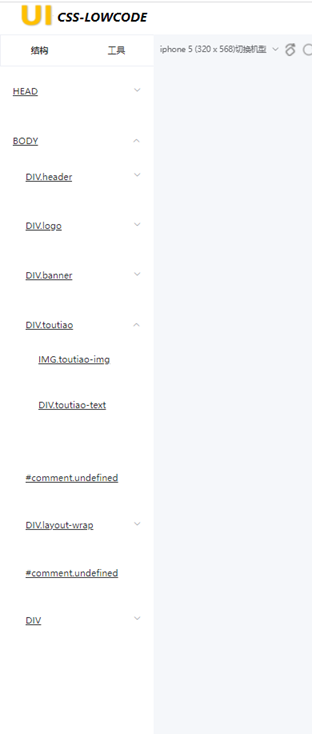 UI CSS-LOWCODE
结构 工具
iphone 5 (320 x 568)切换机型
HEAD
BODY
DIV.header
DIV.logo
DIV.banner
DIV.toutiao
IMG.toutiao-img
DIV.toutiao-text
#comment.undefined
DIV.layout-wrap
#comment.undefined
DIV